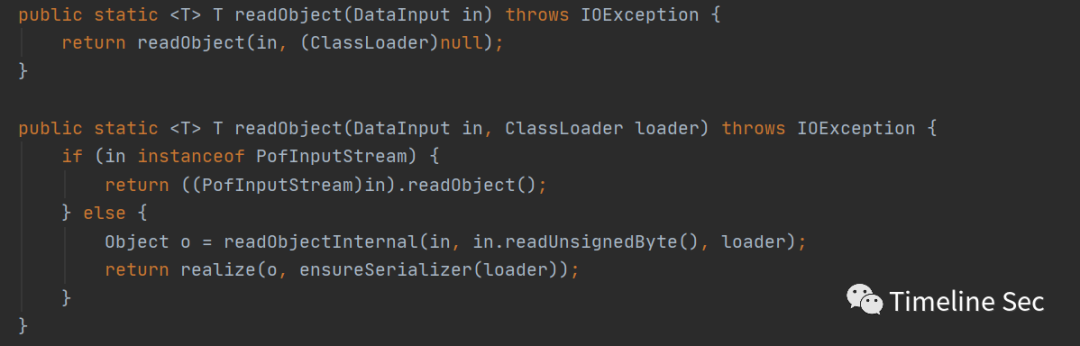 public static <T> T readObject(DataInput in) throws IOException {
    return readObject(in, (ClassLoader)null);
}
public static <T> T readObject(DataInput in, ClassLoader loader) throws IOException {
    if (in instanceof PofInputStream) {
        return ((PofInputStream)in).readObject();
    } else {
        Object o = readObjectInternal(in, in.readUnsignedByte(), loader);
        return realize(o, ensureSerializer(loader));
    }
}
Timeline Sec